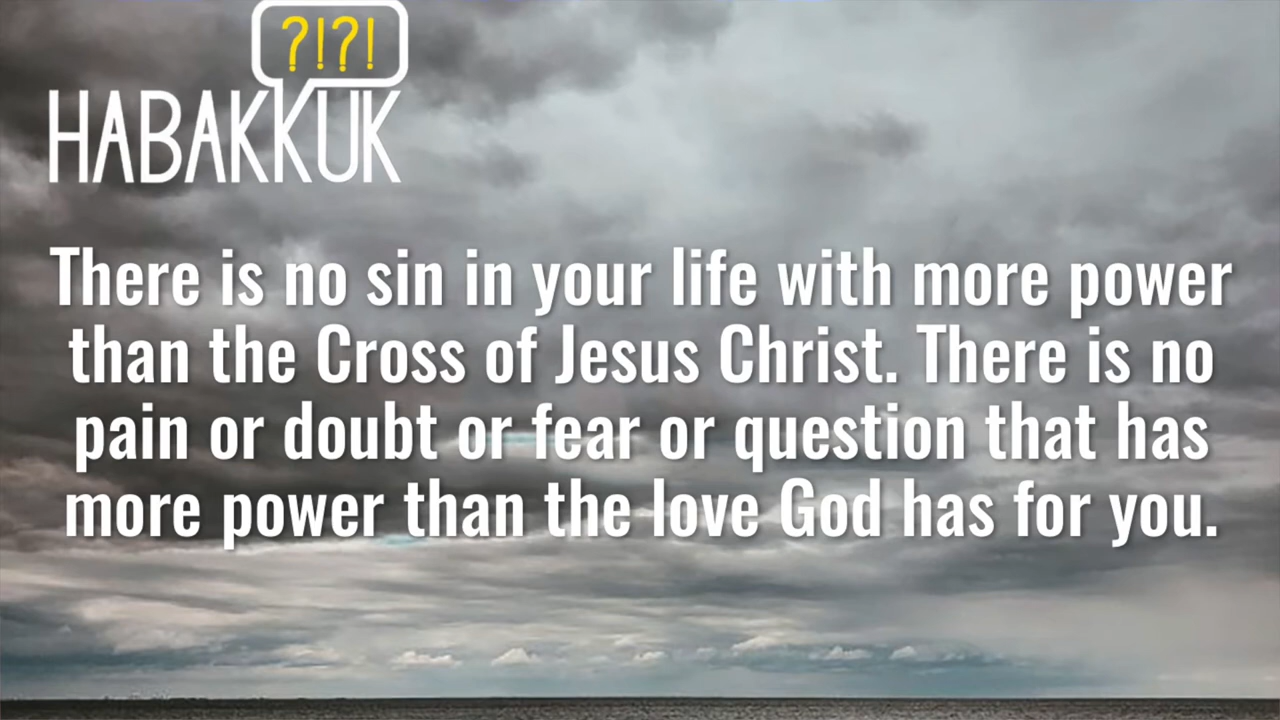 ?!?!
HABAKKUK
There is no sin in your life with more power
than the Cross of Jesus Christ. There is no
pain or doubt or fear or question that has
more power than the love God has for you.